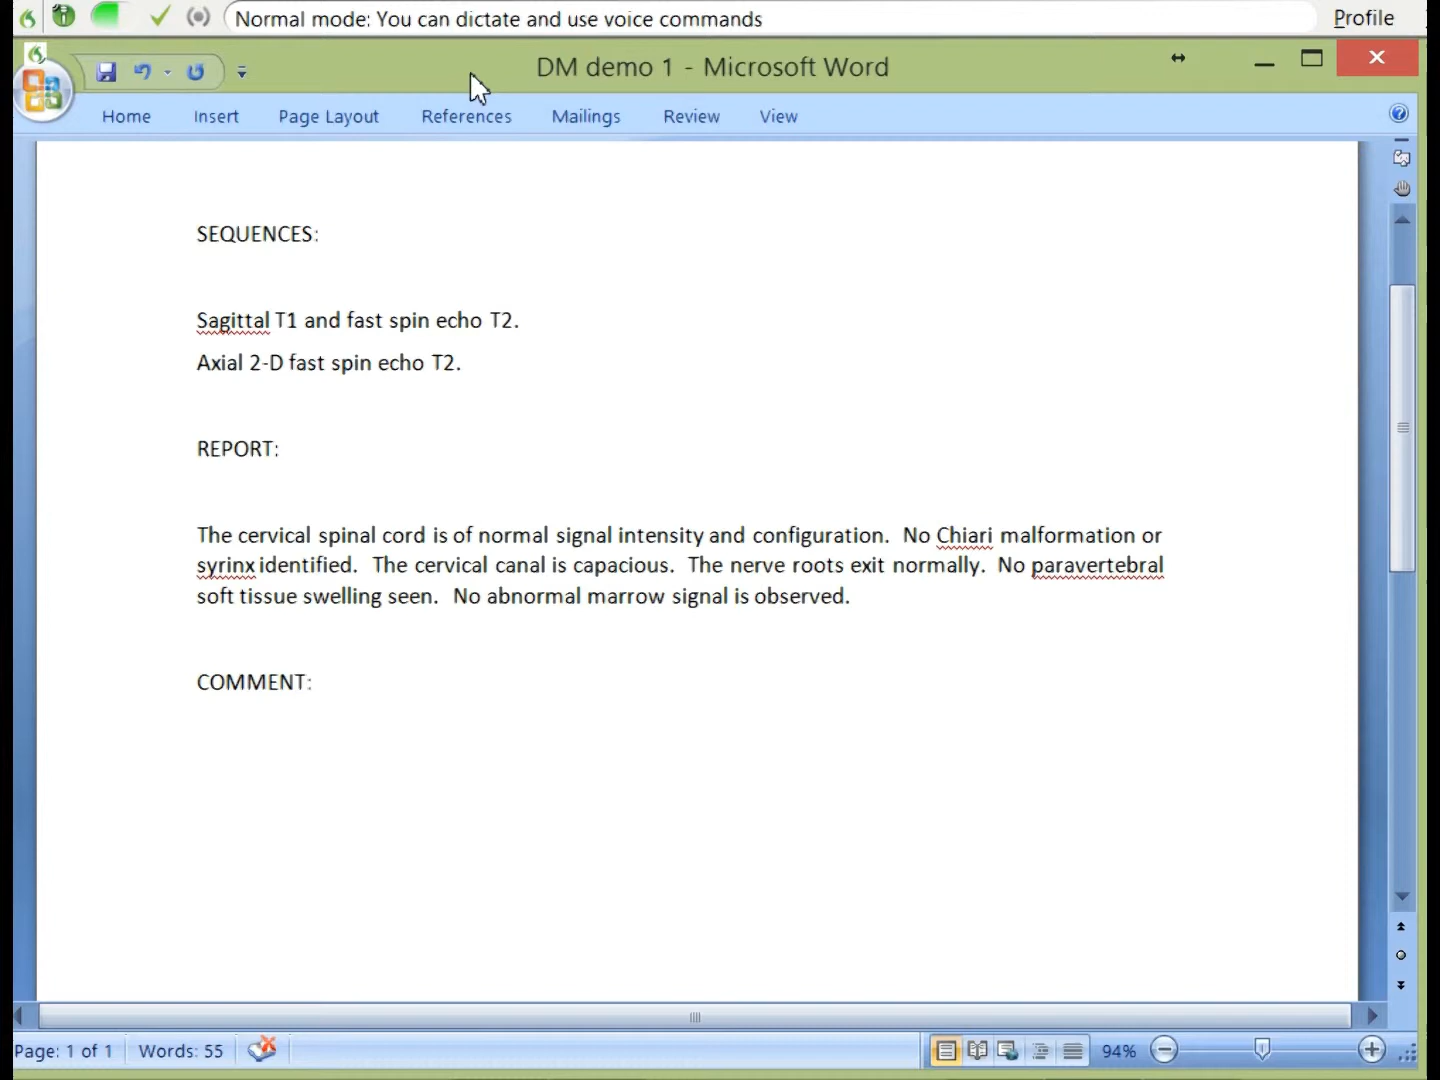 Normal mode: You can dictate and use voice commands
Profile
DM demo 1 - Microsoft Word
Home Insert Page Layout References Mailings Review View
SEQUENCES:
Sagittal T1 and fast spin echo T2.
Axial 2-D fast spin echo T2.
REPORT:
The cervical spinal cord is of normal signal intensity and configuration. No Chiari malformation or
syrinx identified. The cervical canal is capacious. The nerve roots exit normally. No paravertebral
soft tissue swelling seen. No abnormal marrow signal is observed.
COMMENT:
Page: 1 of 1 Words: 55 94%